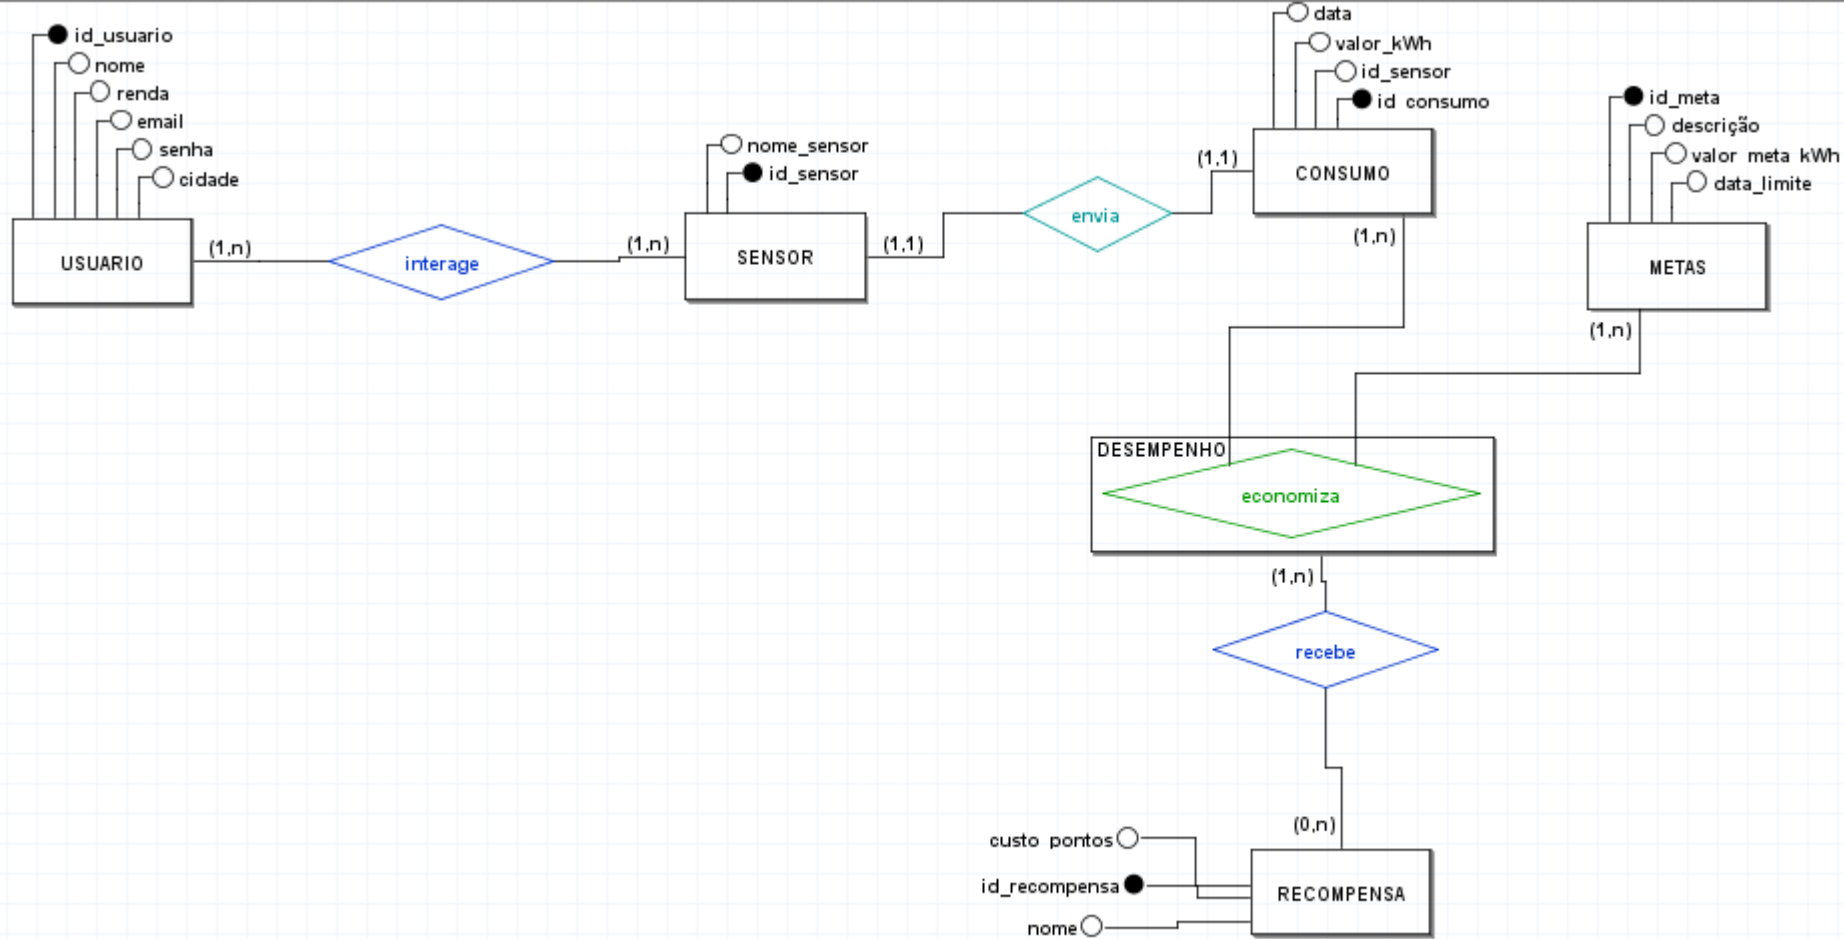 id_usuario
nome
renda
email
senha
cidade
USUARIO
(1,n)
interage
(1,n)
nome_sensor
id_sensor
SENSOR
(1,1)
envia
(1,1)
data
valor_kWh
id_sensor
id consumo
CONSUMO
(1,n)
id_meta
descrição
valor meta kWh
data_limite
METAS
(1,n)
DESEMPENHO
economiza
(1,n)
recebe
(0,n)
custo pontos
id_recompensa
nome
RECOMPENSA